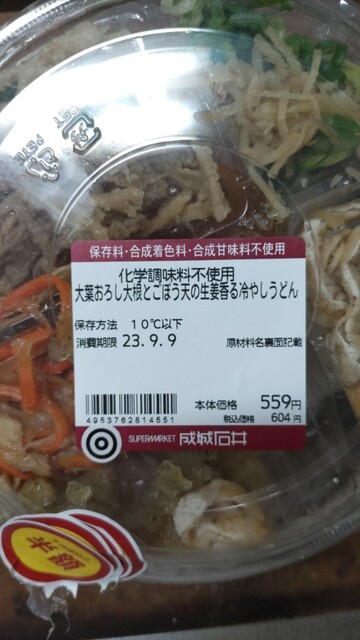 保存料・合成着色料・合成甘味料不使用
化学調味料不使用
大葉おろし大根とごぼう天の生姜香る冷やしうどん
保存方法 10℃以下
消費期限 23.9.9 原材料名裏面記載
4953762814551
本体価格 559円
税込価格 604円
SUPERMARKET 成城石井
半額